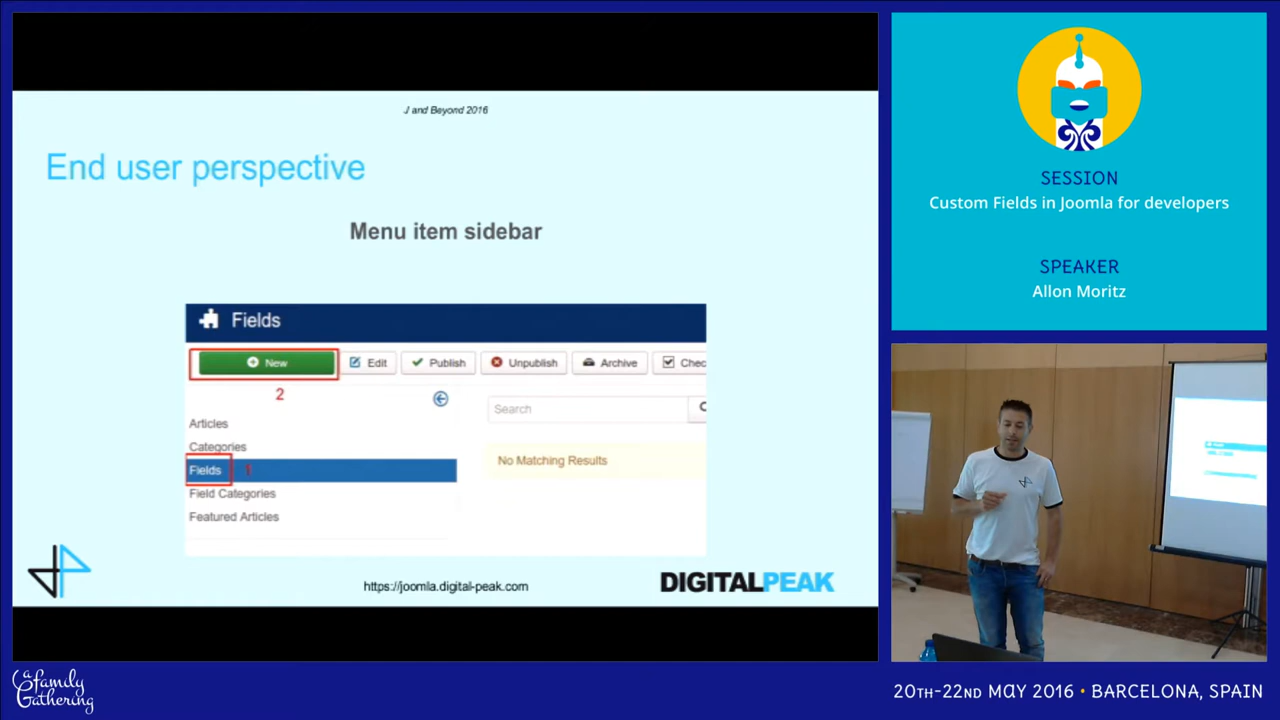 J and Beyond 2016
End user perspective
Menu item sidebar
Fields
New
Edit
Publish
Unpublish
Archive
Chec
2
Search
Articles
Categories
Fields
1
No Matching Results
Field Categories
Featured Articles
https://joomla.digital-peak.com
DIGITALPEAK
SESSION
Custom Fields in Joomla for developers
SPEAKER
Allon Moritz
a family
Gathering
20TH-22ND MAY 2016 • BARCELONA, SPAIN